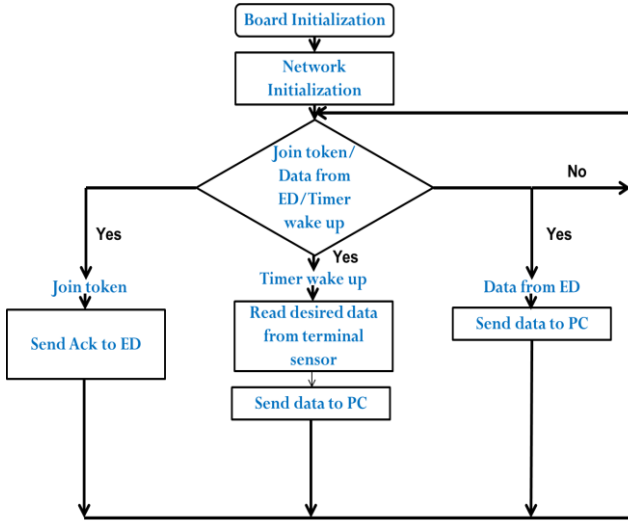 Board Initialization
Network
Initialization
Join token/
Data from
ED/Timer
wake up
No
Yes
Yes
Yes
Join token
Timer wake up
Data from ED
Send Ack to ED
Read desired data
from terminal
sensor
Send data to PC
Send data to PC